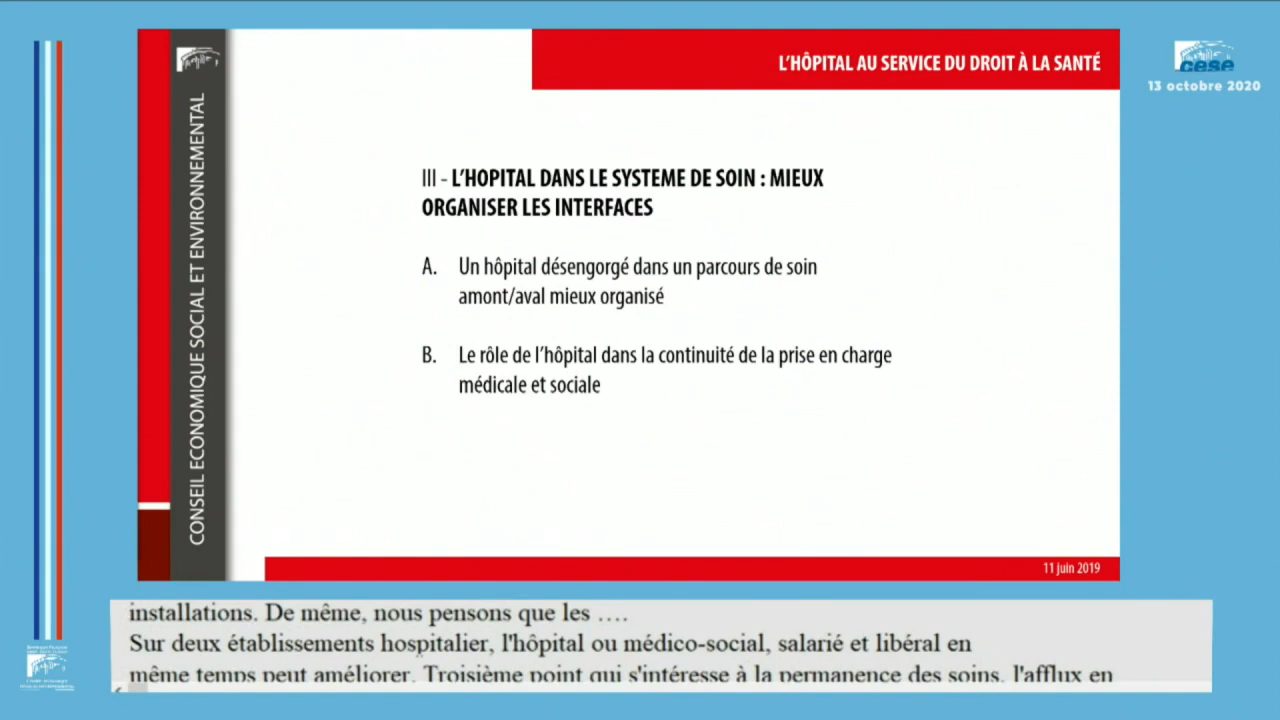 L'HÔPITAL AU SERVICE DU DROIT À LA SANTÉ
cese
13 octobre 2020
CONSEIL ECONOMIQUE SOCIAL ET ENVIRONNEMENTAL
III - L'HOPITAL DANS LE SYSTEME DE SOIN : MIEUX
ORGANISER LES INTERFACES
A. Un hôpital désengorgé dans un parcours de soin
amont/aval mieux organisé
B. Le rôle de l'hôpital dans la continuité de la prise en charge
médicale et sociale
11 juin 2019
installations. De même, nous pensons que les ….
Sur deux établissements hospitalier, l'hôpital ou médico-social, salarié et libéral en
même temps peut améliorer. Troisième point qui s'intéresse à la permanence des soins, l'afflux en